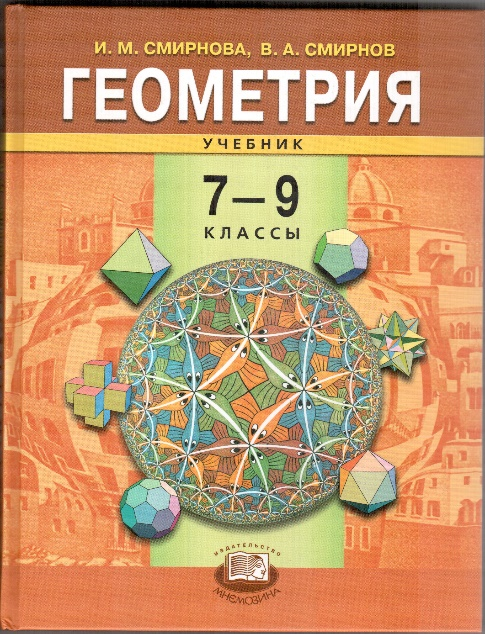 И. М. СМИРНОВА, В. А. СМИРНОВ
ГЕОМЕТРИЯ
УЧЕБНИК
7—9
КЛАССЫ
ИЗДАТЕЛЬСТВО
МНЕМОЗИНА